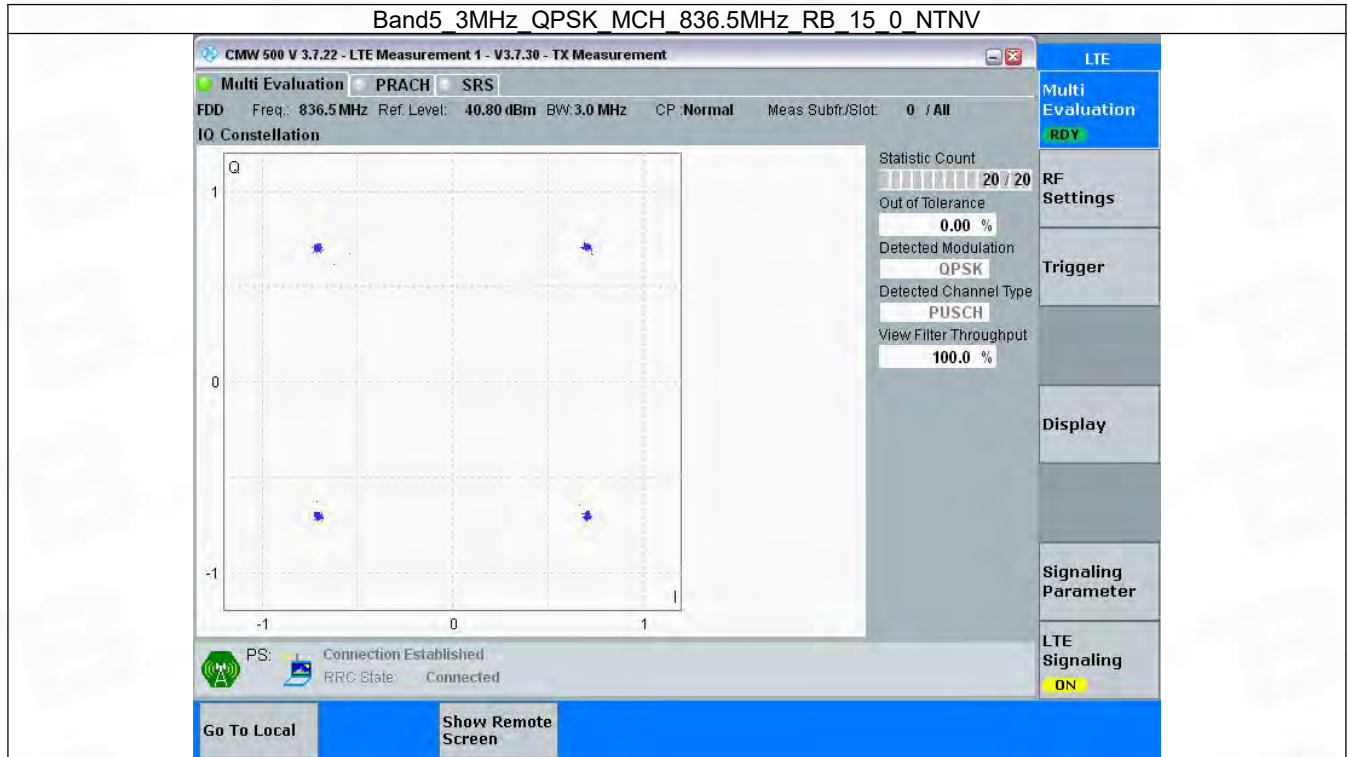 Band5_3MHz_QPSK_MCH_836.5MHz_RB_15_0_NTNV
CMW 500 V 3.7.22 - LTE Measurement 1 - V3.7.30 - TX Measurement
LTE
Multi Evaluation PRACH SRS
FDD Freq.: 836.5 MHz Ref. Level: 40.80 dBm BW: 3.0 MHz CP :Normal Meas Subfr./Slot: 0 / All
IQ Constellation
Q
1
0
-1
I
-1 0 1
Statistic Count
20 / 20
Out of Tolerance
0.00 %
Detected Modulation
QPSK
Detected Channel Type
PUSCH
View Filter Throughput
100.0 %
Multi
Evaluation
RDY
RF
Settings
Trigger
Display
Signaling
Parameter
LTE
Signaling
ON
PS: Connection Established
RRC State: Connected
Go To Local
Show Remote
Screen